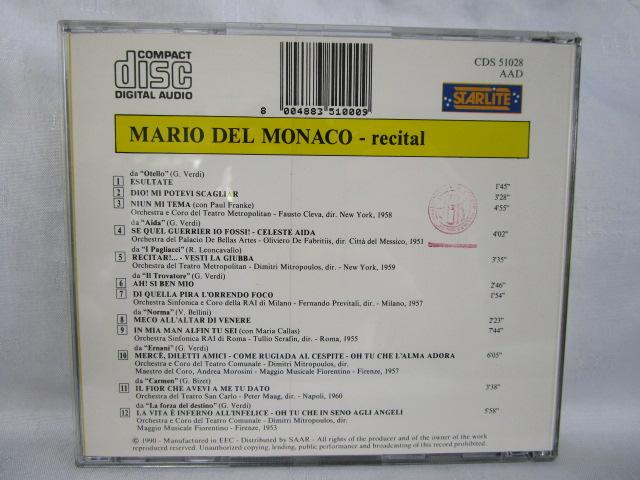 COMPACT
disc
DIGITAL AUDIO
8 004883 510009
CDS 51028
AAD
STARLITE
MARIO DEL MONACO - recital
da "Otello" (G. Verdi)
1 ESULTATE 1'45"
2 DIO! MI POTEVI SCAGLIAR 3'28"
3 NIUN MI TEMA (con Paul Franke) 4'55"
Orchestra e Coro del Teatro Metropolitan - Fausto Cleva, dir. New York, 1958
da "Aida" (G. Verdi)
4 SE QUEL GUERRIER IO FOSSI! - CELESTE AIDA 4'02"
Orchestra del Palacio De Bellas Artes - Oliviero De Fabritiis, dir. Città del Messico, 1951
da "I Pagliacci" (R. Leoncavallo)
5 RECITAR!... - VESTI LA GIUBBA 3'35"
Orchestra del Teatro Metropolitan - Dimitri Mitropoulos, dir. - New York, 1959
da "Il Trovatore" (G. Verdi)
6 AH! SI BEN MIO 2'46"
7 DI QUELLA PIRA L'ORRENDO FOCO 1'54"
Orchestra Sinfonica e Coro della RAI di Milano - Fernando Previtali, dir. - Milano, 1957
da "Norma" (V. Bellini)
8 MECO ALL'ALTAR DI VENERE 2'23"
9 IN MIA MAN ALFIN TU SEI (con Maria Callas) 7'44"
Orchestra Sinfonica RAI di Roma - Tullio Serafin, dir. - Roma, 1955
da "Ernani" (G. Verdi)
10 MERCÈ, DILETTI AMICI - COME RUGIADA AL CESPITE - OH TU CHE L'ALMA ADORA 6'05"
Orchestra e Coro del Teatro Comunale - Dimitri Mitropoulos, dir.
Maestro del Coro, Andrea Morosini - Maggio Musicale Fiorentino - Firenze, 1957
da "Carmen" (G. Bizet)
11 IL FIOR CHE AVEVI A ME TU DATO 3'38"
Orchestra del Teatro San Carlo - Peter Maag, dir. - Napoli, 1960
da "La forza del destino" (G. Verdi)
12 LA VITA È INFERNO ALL'INFELICE - OH TU CHE IN SENO AGLI ANGELI 5'58"
Orchestra e Coro del Teatro Comunale - Dimitri Mitropoulos, dir.
Maggio Musicale Fiorentino - Firenze, 1953
© 1990 - Manufactured in EEC - Distributed by SAAR - All rights of the producer and of the owner of the work
reproduced reserved. Unauthorized copying, lending, public performance and broadcasting of this record prohibited.